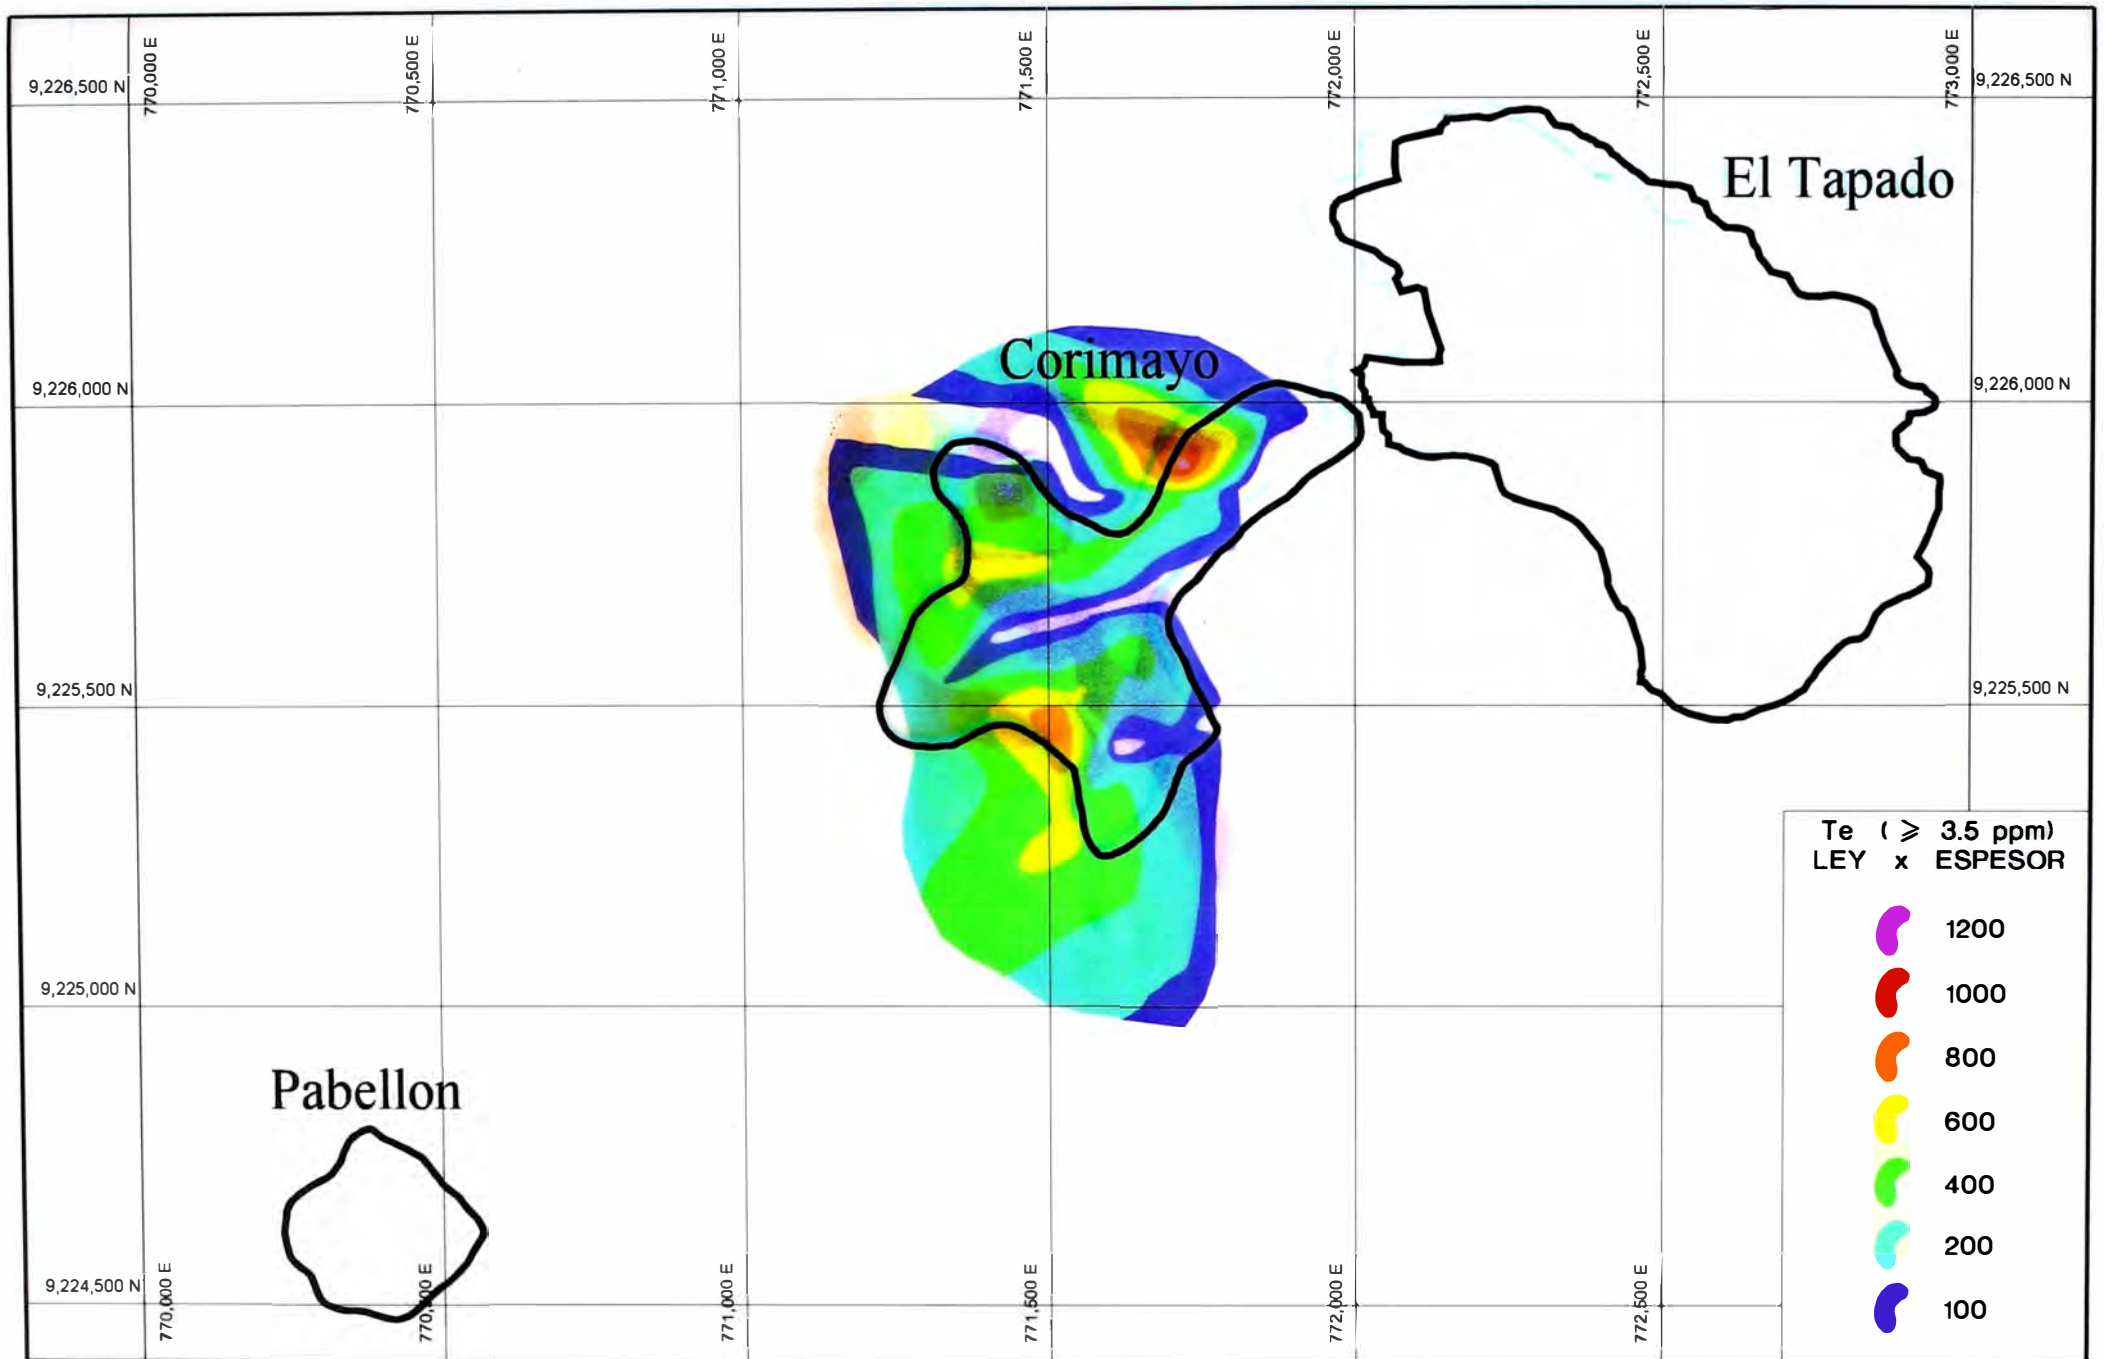 770,000 E
770,500 E
771,000 E
771,500 E
772,000 E
772,500 E
773,000 E
9,226,500 N
9,226,500 N
El Tapado
Corimayo
9,226,000 N
9,226,000 N
9,225,500 N
9,225,500 N
Te ( ⩾ 3.5 ppm)
LEY x ESPESOR
1200
1000
800
600
400
200
100
9,225,000 N
Pabellon
9,224,500 N
770,000 E
770,500 E
771,000 E
771,500 E
772,000 E
772,500 E